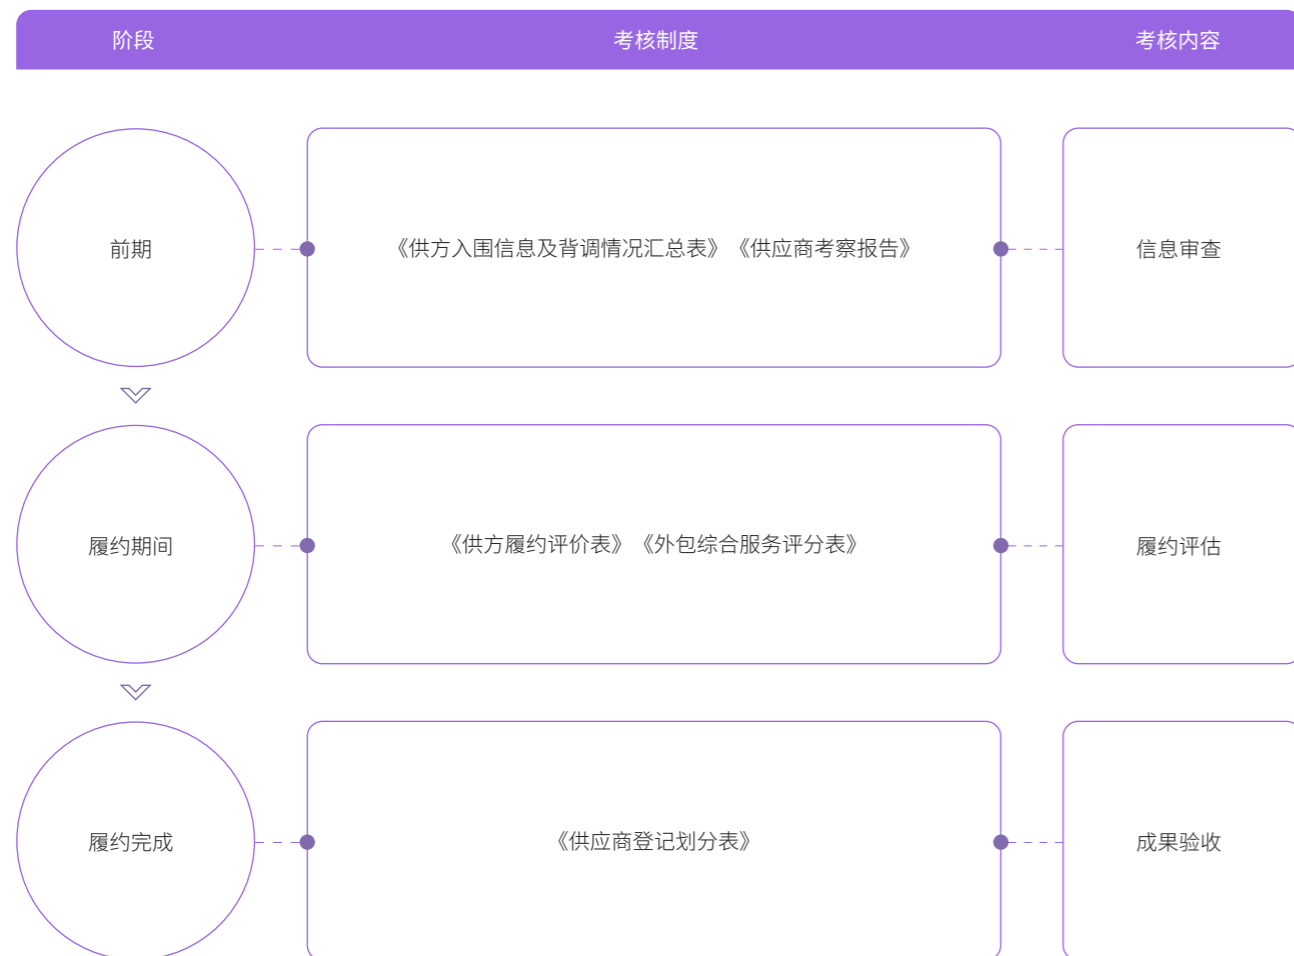 阶段 考核制度 考核内容
前期 《供方入围信息及背调情况汇总表》《供应商考察报告》 信息审查
履约期间 《供方履约评价表》《外包综合服务评分表》 履约评估
履约完成 《供应商登记划分表》 成果验收